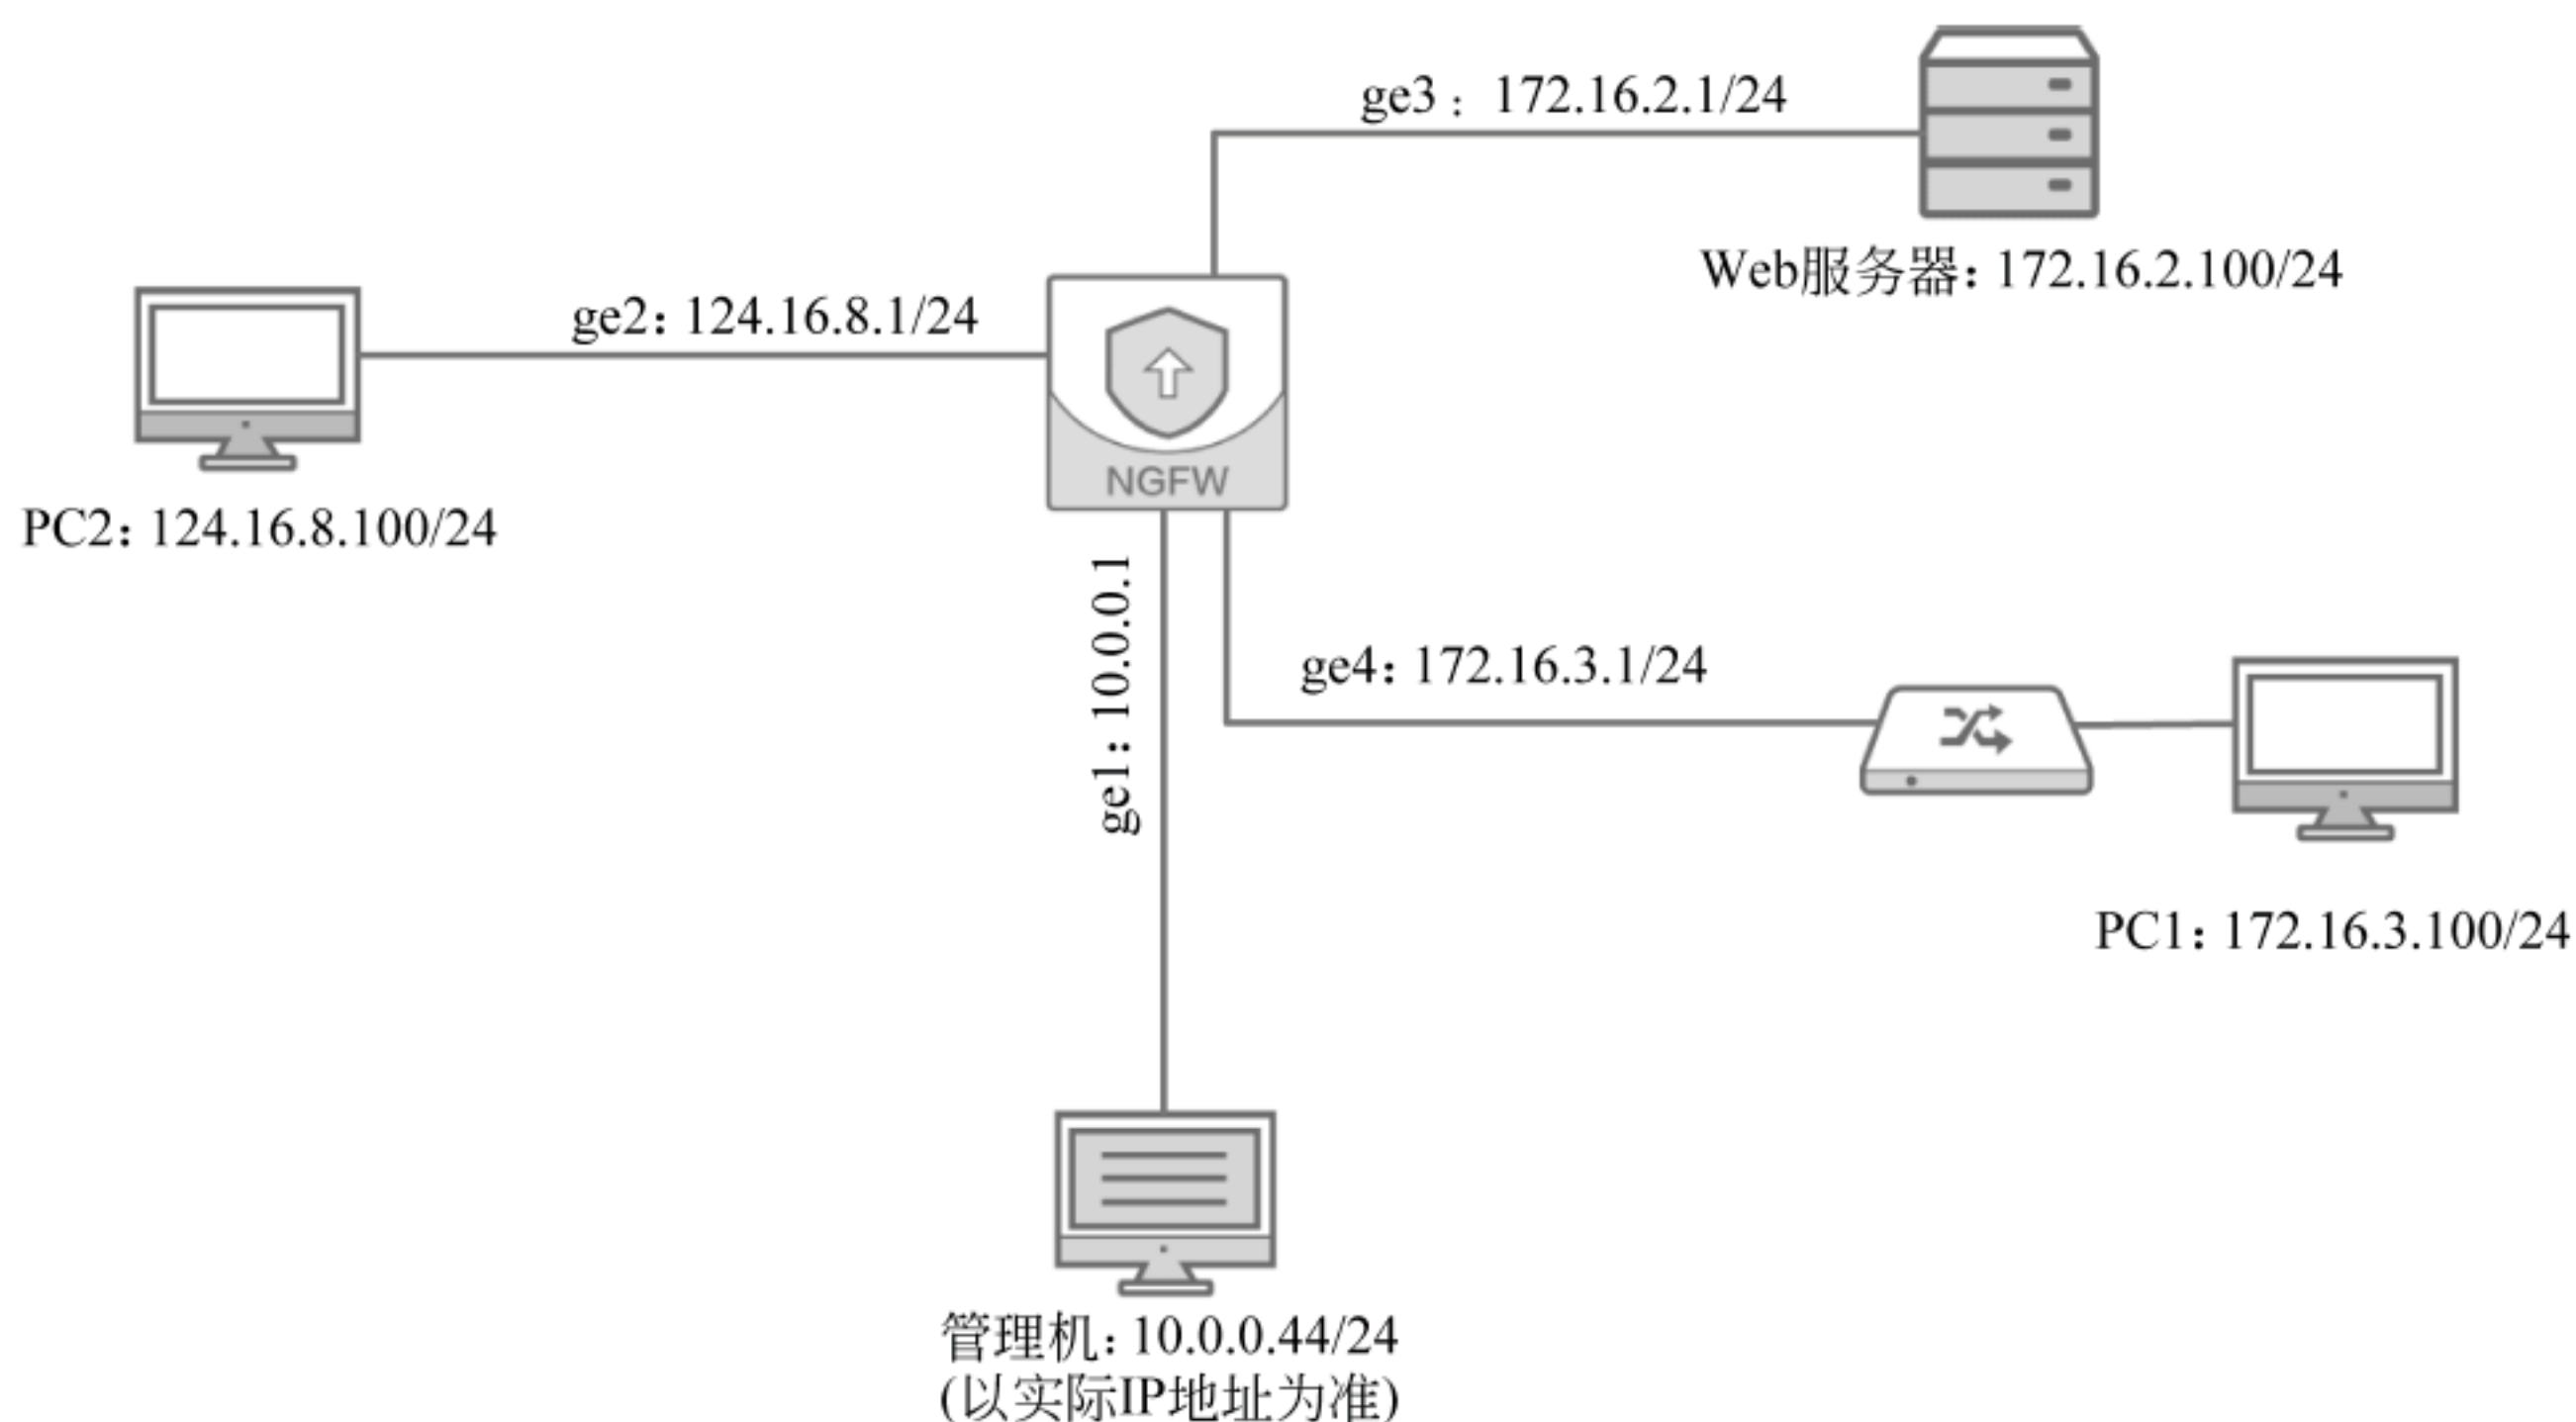 ge3：172.16.2.1/24
Web服务器：172.16.2.100/24
ge2：124.16.8.1/24
NGFW
PC2：124.16.8.100/24
ge1：10.0.0.1
ge4：172.16.3.1/24
PC1：172.16.3.100/24
管理机：10.0.0.44/24
(以实际IP地址为准)